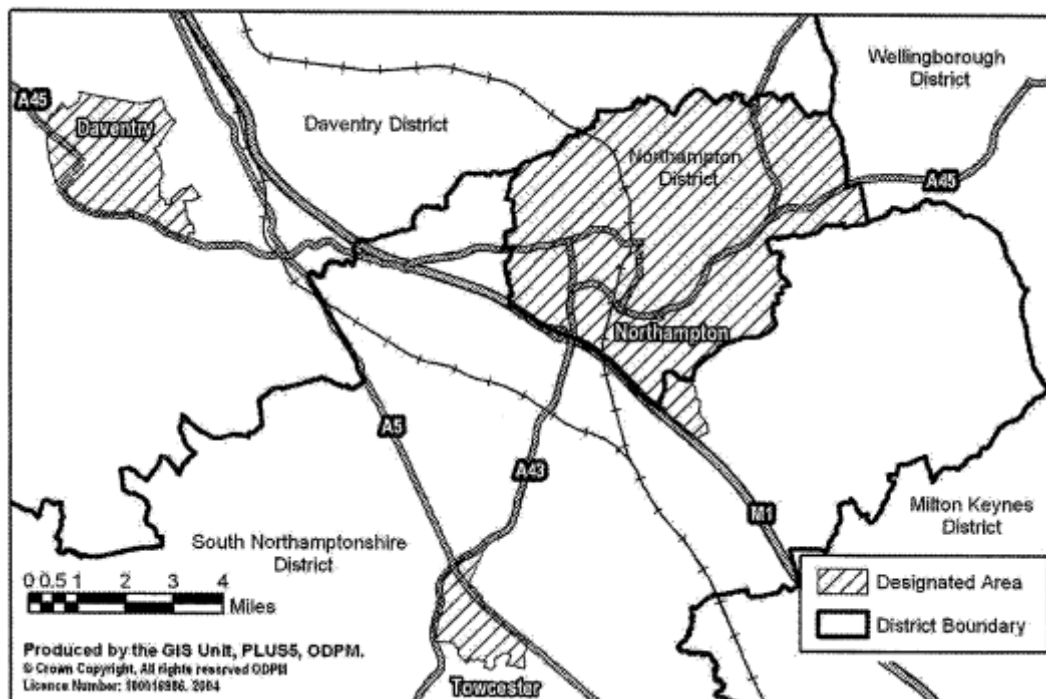 Wellingborough
District
A45
Daventry
Daventry District
Northampton
District
A45
Northampton
A5
A43
M1
Milton Keynes
District
South Northamptonshire
District
0 0.5 1 2 3 4
Miles
Designated Area
District Boundary
Produced by the GIS Unit, PLUS5, ODPM.
© Crown Copyright, All rights reserved ODPM
Licence Number: 100018986, 2004
Towcester